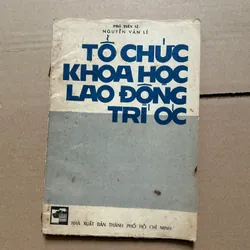 PHÓ TIẾN SĨ
NGUYỄN VĂN LÊ
TỔ CHỨC
KHOA HỌC
LAO ĐỘNG
TRÍ ÓC
NHÀ XUẤT BẢN THÀNH PHỐ HỒ CHÍ MINH